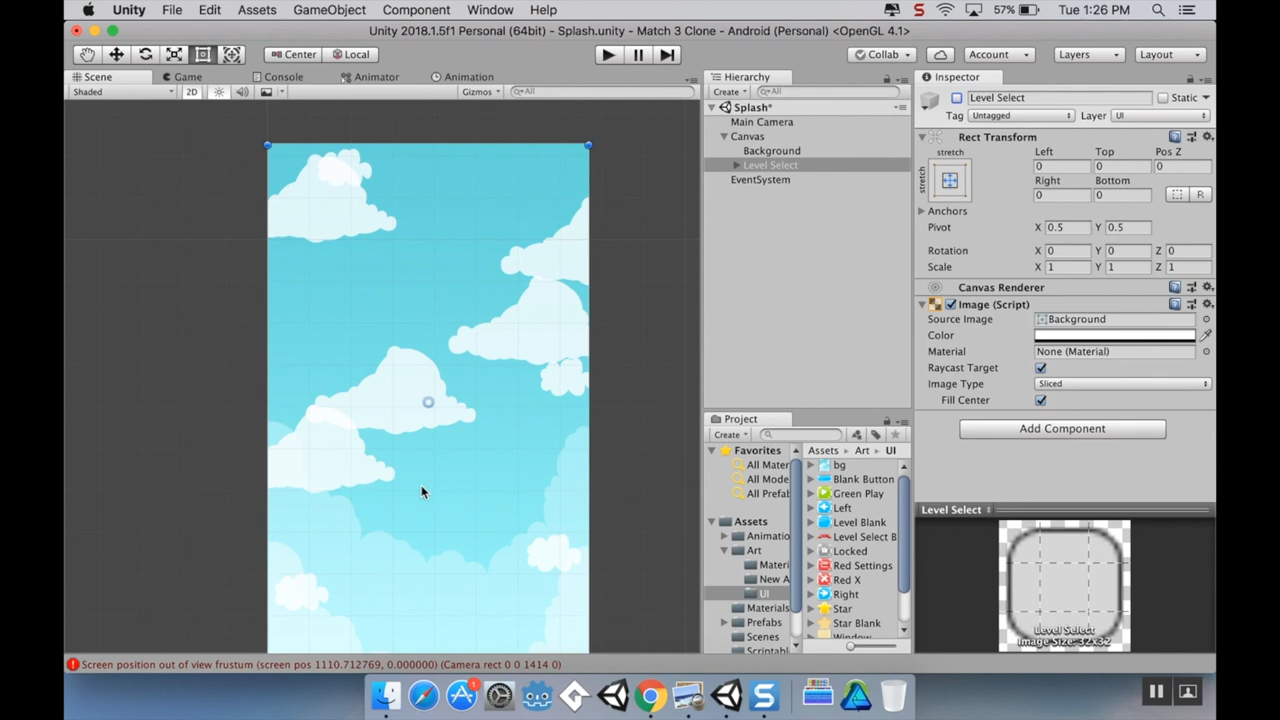 Unity File Edit Assets GameObject Component Window Help 57% Tue 1:26 PM
Unity 2018.1.5f1 Personal (64bit) - Splash.unity - Match 3 Clone - Android (Personal) <OpenGL 4.1>
Center Local Collab Account Layers Layout
Scene Game Console Animator Animation
Shaded 2D Gizmos All
Hierarchy
Create All
Splash*
Main Camera
Canvas
Background
Level Select
EventSystem
Project
Create
Favorites
All Mater
All Mode
All Prefab
Assets
Animatio
Art
Materi
New A
UI
Materials
Prefabs
Scenes
Scriptabl
Assets Art UI
bg
Blank Button
Green Play
Left
Level Blank
Level Select B
Locked
Red Settings
Red X
Right
Star
Star Blank
Window
Inspector
Level Select Static
Tag Untagged Layer UI
Rect Transform
stretch Left Top Pos Z
stretch 0 0 0
Right Bottom
0 0 R
Anchors
Pivot X 0.5 Y 0.5
Rotation X 0 Y 0 Z 0
Scale X 1 Y 1 Z 1
Canvas Renderer
Image (Script)
Source Image Background
Color
Material None (Material)
Raycast Target
Image Type Sliced
Fill Center
Add Component
Level Select
Level Select
Image Size: 32x32
Screen position out of view frustum (screen pos 1110.712769, 0.000000) (Camera rect 0 0 1414 0)
1